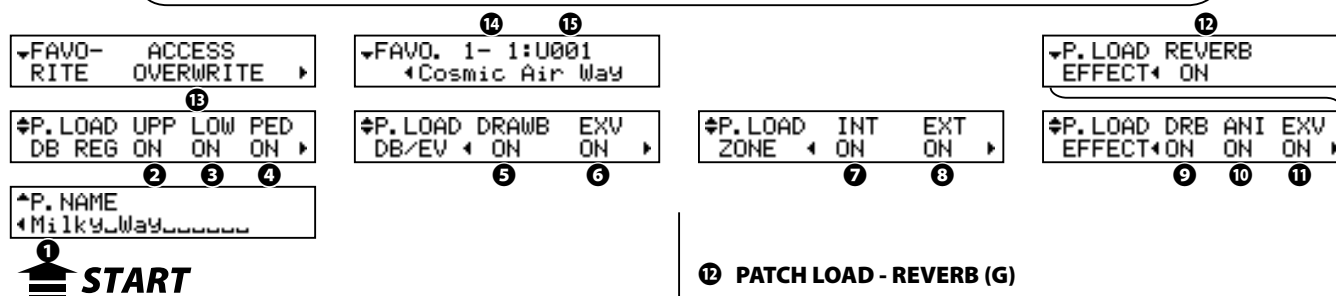 ⑭ ⑮ ⑫
FAVO- ACCESS
RITE OVERWRITE
⑬
FAVO. 1- 1:U001
Cosmic Air Way
P.LOAD REVERB
EFFECT ON
P.LOAD UPP LOW PED
DB REG ON ON ON
② ③ ④
P.LOAD DRAWB EXV
DB/EV ON ON
⑤ ⑥
P.LOAD INT EXT
ZONE ON ON
⑦ ⑧
P.LOAD DRB ANI EXV
EFFECT ON ON ON
⑨ ⑩ ⑪
P.NAME
Milky␣Way␣␣␣␣␣␣
①
START
⑫ PATCH LOAD - REVERB (G)